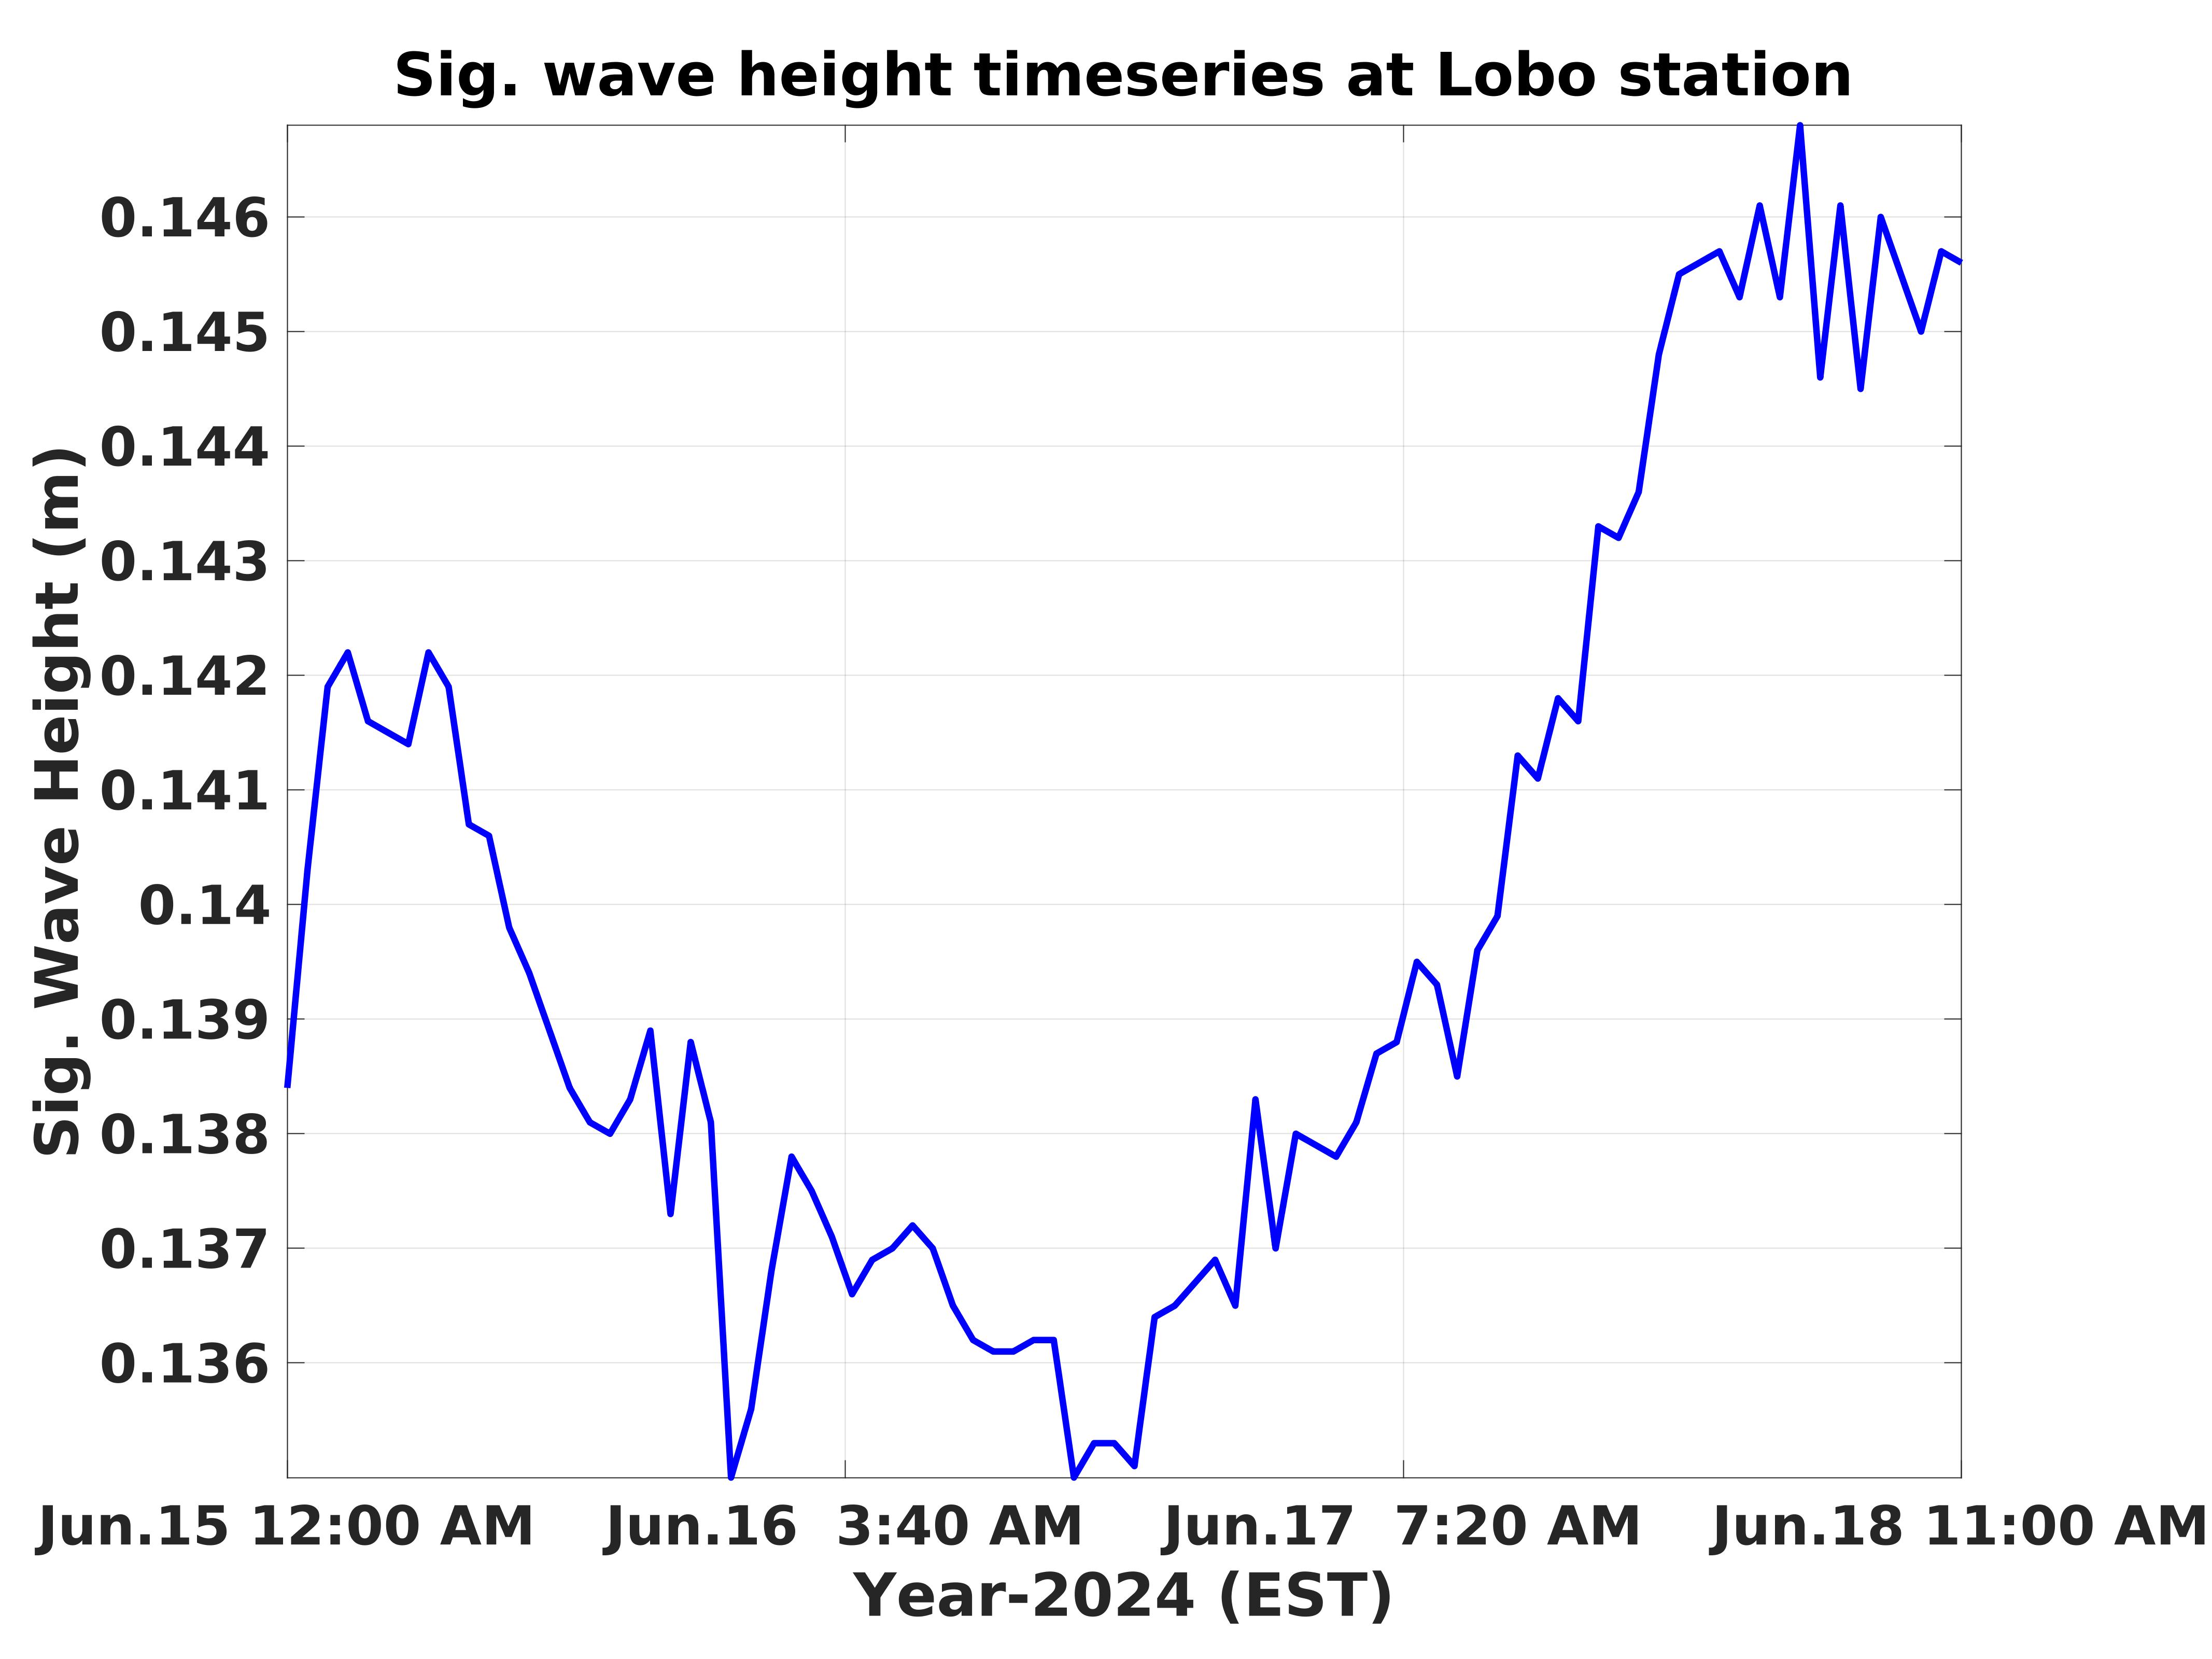 Sig. wave height timeseries at Lobo station
Sig. Wave Height (m)
0.146
0.145
0.144
0.143
0.142
0.141
0.14
0.139
0.138
0.137
0.136
Jun.15 12:00 AM Jun.16 3:40 AM Jun.17 7:20 AM Jun.18 11:00 AM
Year-2024 (EST)